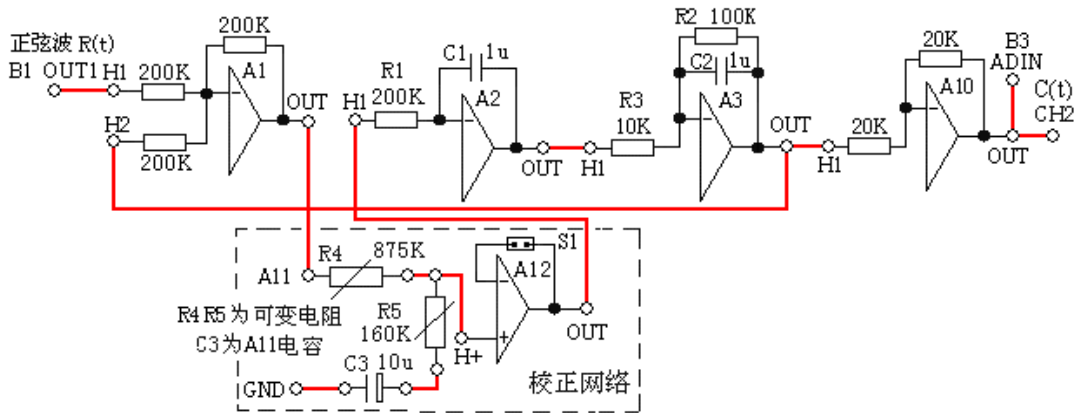 正弦波 R(t)
B1 OUT1 H1
200K
200K
A1
OUT
H2
200K
R1
H1
200K
C1
1u
A2
OUT
H1
R3
10K
R2 100K
C2
1u
A3
OUT
H1
20K
20K
A10
OUT
B3
ADIN
C(t)
CH2
A11
R4
875K
S1
A12
R4 R5为可变电阻
C3为A11电容
R5
160K
H+
OUT
C3 10u
GND
校正网络